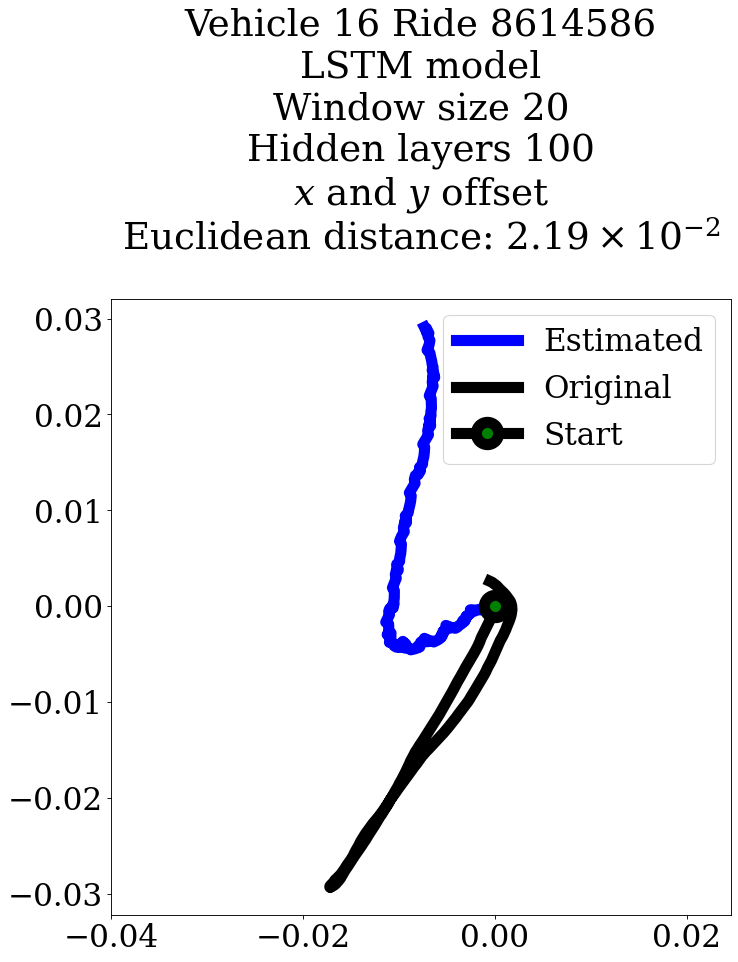 Vehicle 16 Ride 8614586
LSTM model
Window size 20
Hidden layers 100
x and y offset
Euclidean distance: 2.19 × 10⁻²
0.03
0.02
0.01
0.00
−0.01
−0.02
−0.03
Estimated
Original
Start
−0.04
−0.02
0.00
0.02